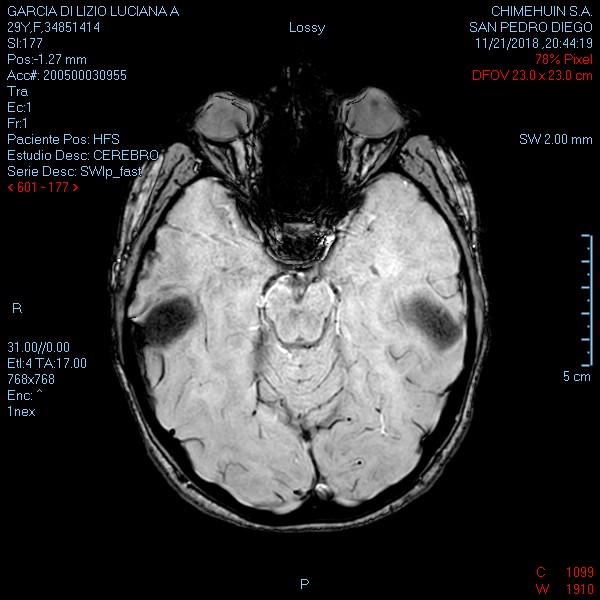 GARCIA DI LIZIO LUCIANA A
29Y,F,34851414
Sl:177
Pos:-1.27 mm
Acc#: 200500030955
Tra
Ec:1
Fr:1
Paciente Pos: HFS
Estudio Desc: CEREBRO
Serie Desc: SWIp_fast
< 601 - 177 >
Lossy
CHIMEHUIN S.A.
SAN PEDRO DIEGO
11/21/2018 ,20:44:19
78% Pixel
DFOV 23.0 x 23.0 cm
SW 2.00 mm
R
31.00//0.00
Etl:4 TA:17.00
768x768
Enc: ^
1nex
5 cm
P
C 1099
W 1910